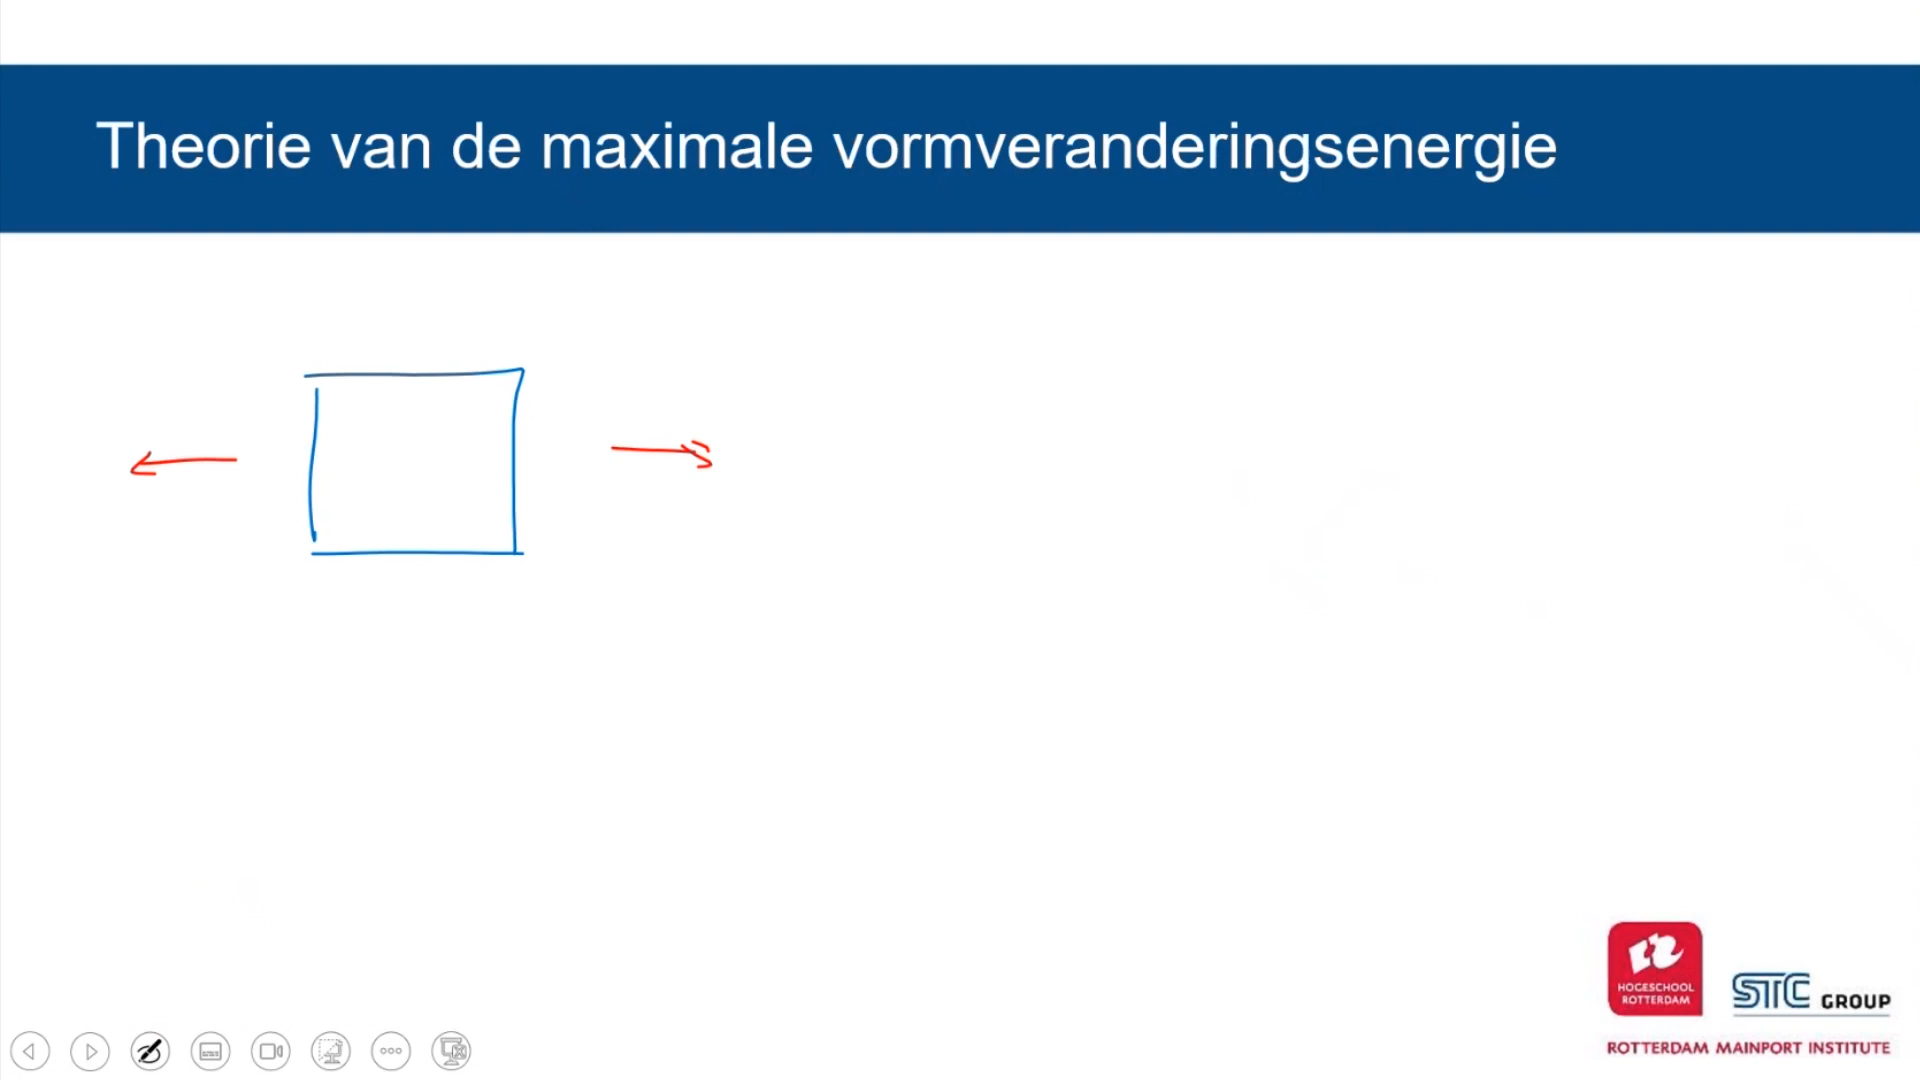 Theorie van de maximale vormveranderingsenergie
HOGESCHOOL
ROTTERDAM
STC GROUP
ROTTERDAM MAINPORT INSTITUTE